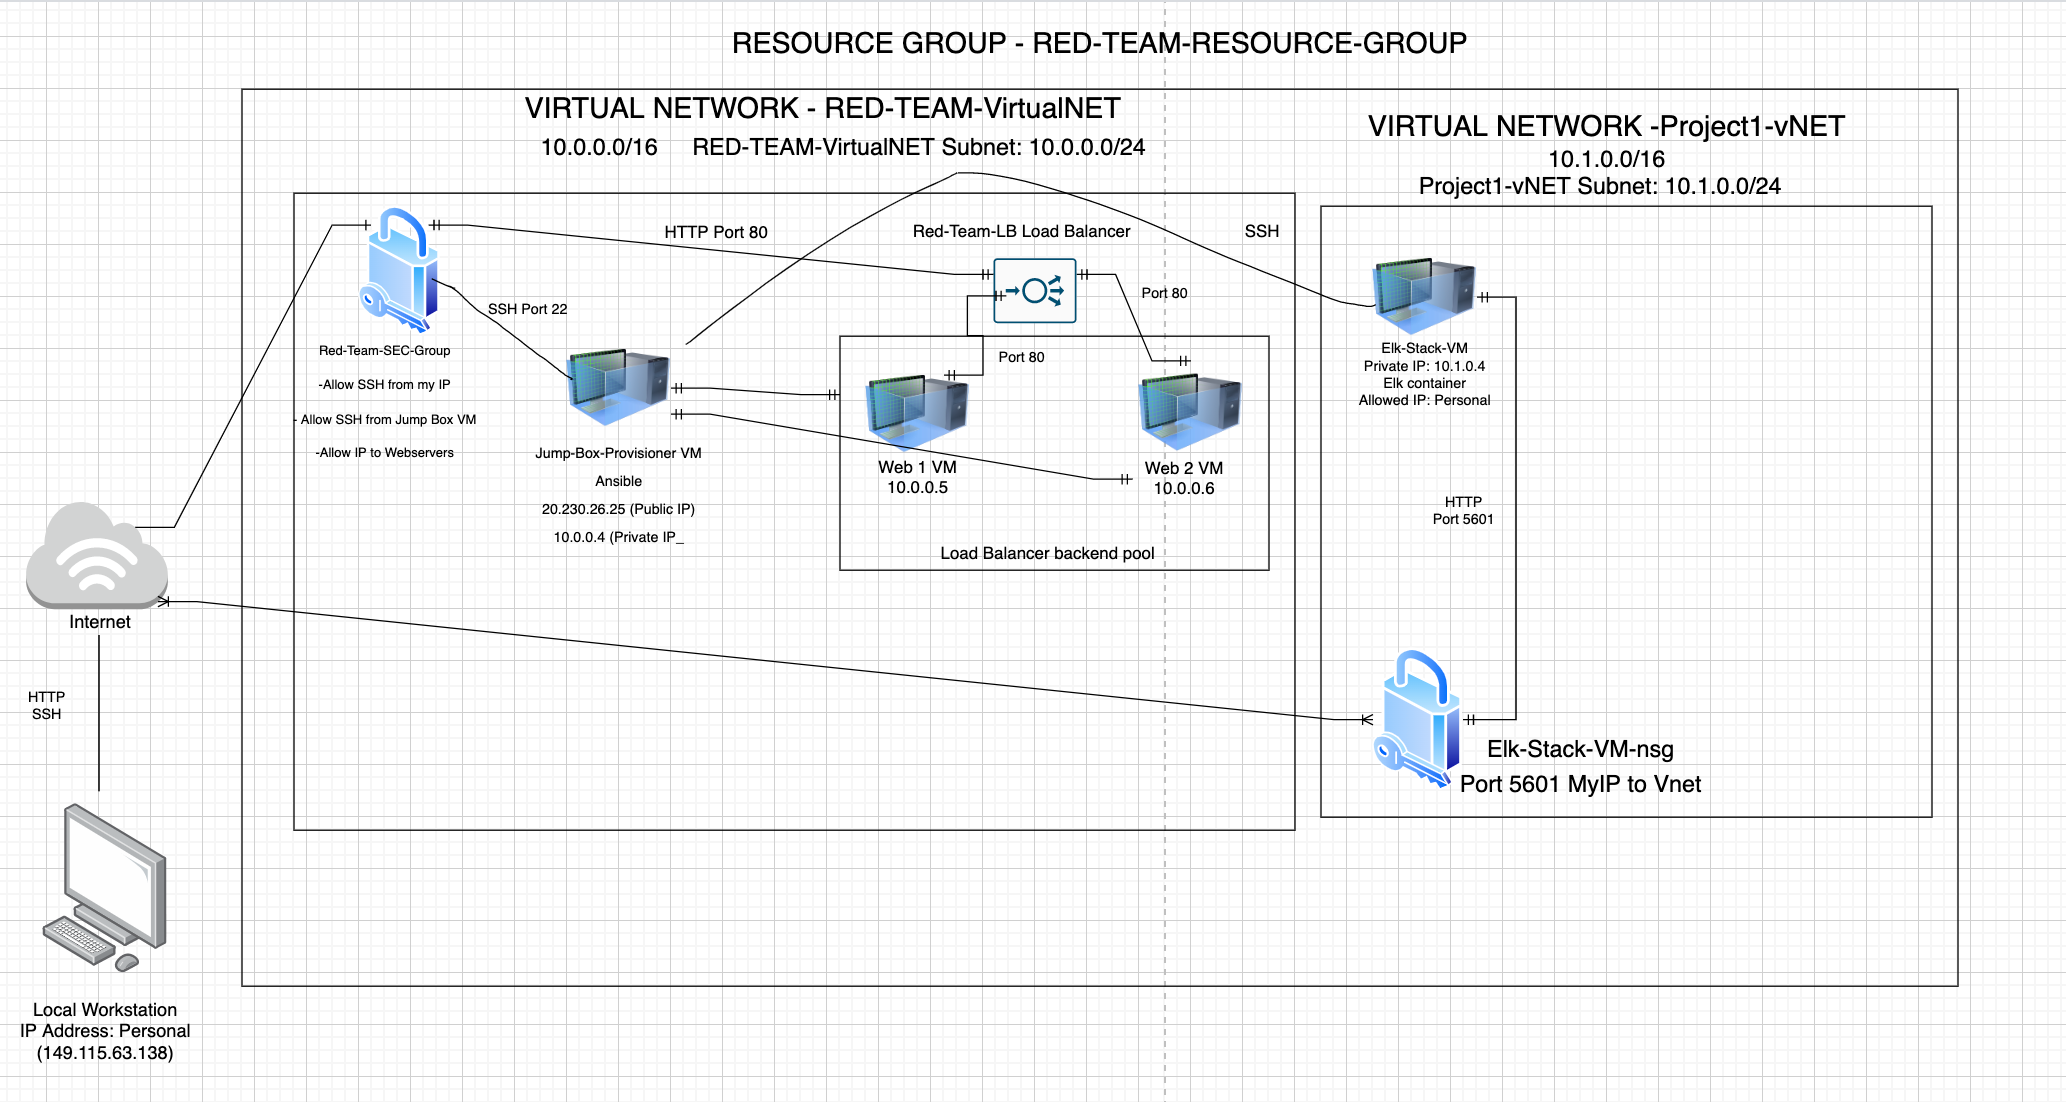 RESOURCE GROUP - RED-TEAM-RESOURCE-GROUP
VIRTUAL NETWORK - RED-TEAM-VirtualNET
10.0.0.0/16 RED-TEAM-VirtualNET Subnet: 10.0.0.0/24
VIRTUAL NETWORK -Project1-vNET
10.1.0.0/16
Project1-vNET Subnet: 10.1.0.0/24
HTTP Port 80
Red-Team-LB Load Balancer
SSH
SSH Port 22
Port 80
Port 80
Red-Team-SEC-Group
-Allow SSH from my IP
- Allow SSH from Jump Box VM
-Allow IP to Webservers
Jump-Box-Provisioner VM
Ansible
20.230.26.25 (Public IP)
10.0.0.4 (Private IP_
Web 1 VM
10.0.0.5
Web 2 VM
10.0.0.6
Load Balancer backend pool
Elk-Stack-VM
Private IP: 10.1.0.4
Elk container
Allowed IP: Personal
HTTP
Port 5601
Elk-Stack-VM-nsg
Port 5601 MyIP to Vnet
Internet
HTTP
SSH
Local Workstation
IP Address: Personal
(149.115.63.138)